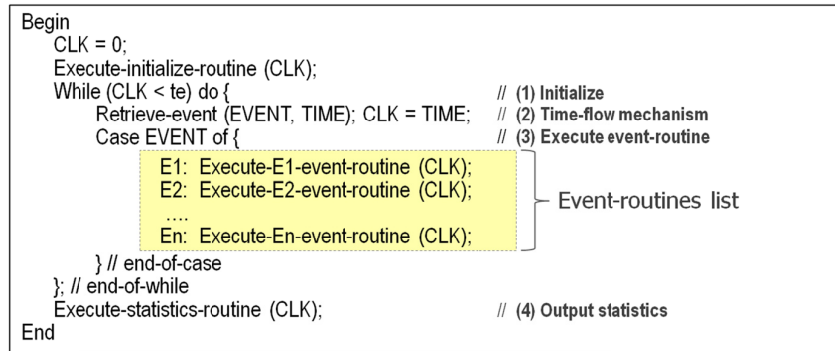 Begin
CLK = 0;
Execute-initialize-routine (CLK);
While (CLK < te) do { // (1) Initialize
Retrieve-event (EVENT, TIME); CLK = TIME; // (2) Time-flow mechanism
Case EVENT of { // (3) Execute event-routine
E1: Execute-E1-event-routine (CLK);
E2: Execute-E2-event-routine (CLK);
....
En: Execute-En-event-routine (CLK);
Event-routines list
} // end-of-case
}; // end-of-while
Execute-statistics-routine (CLK); // (4) Output statistics
End